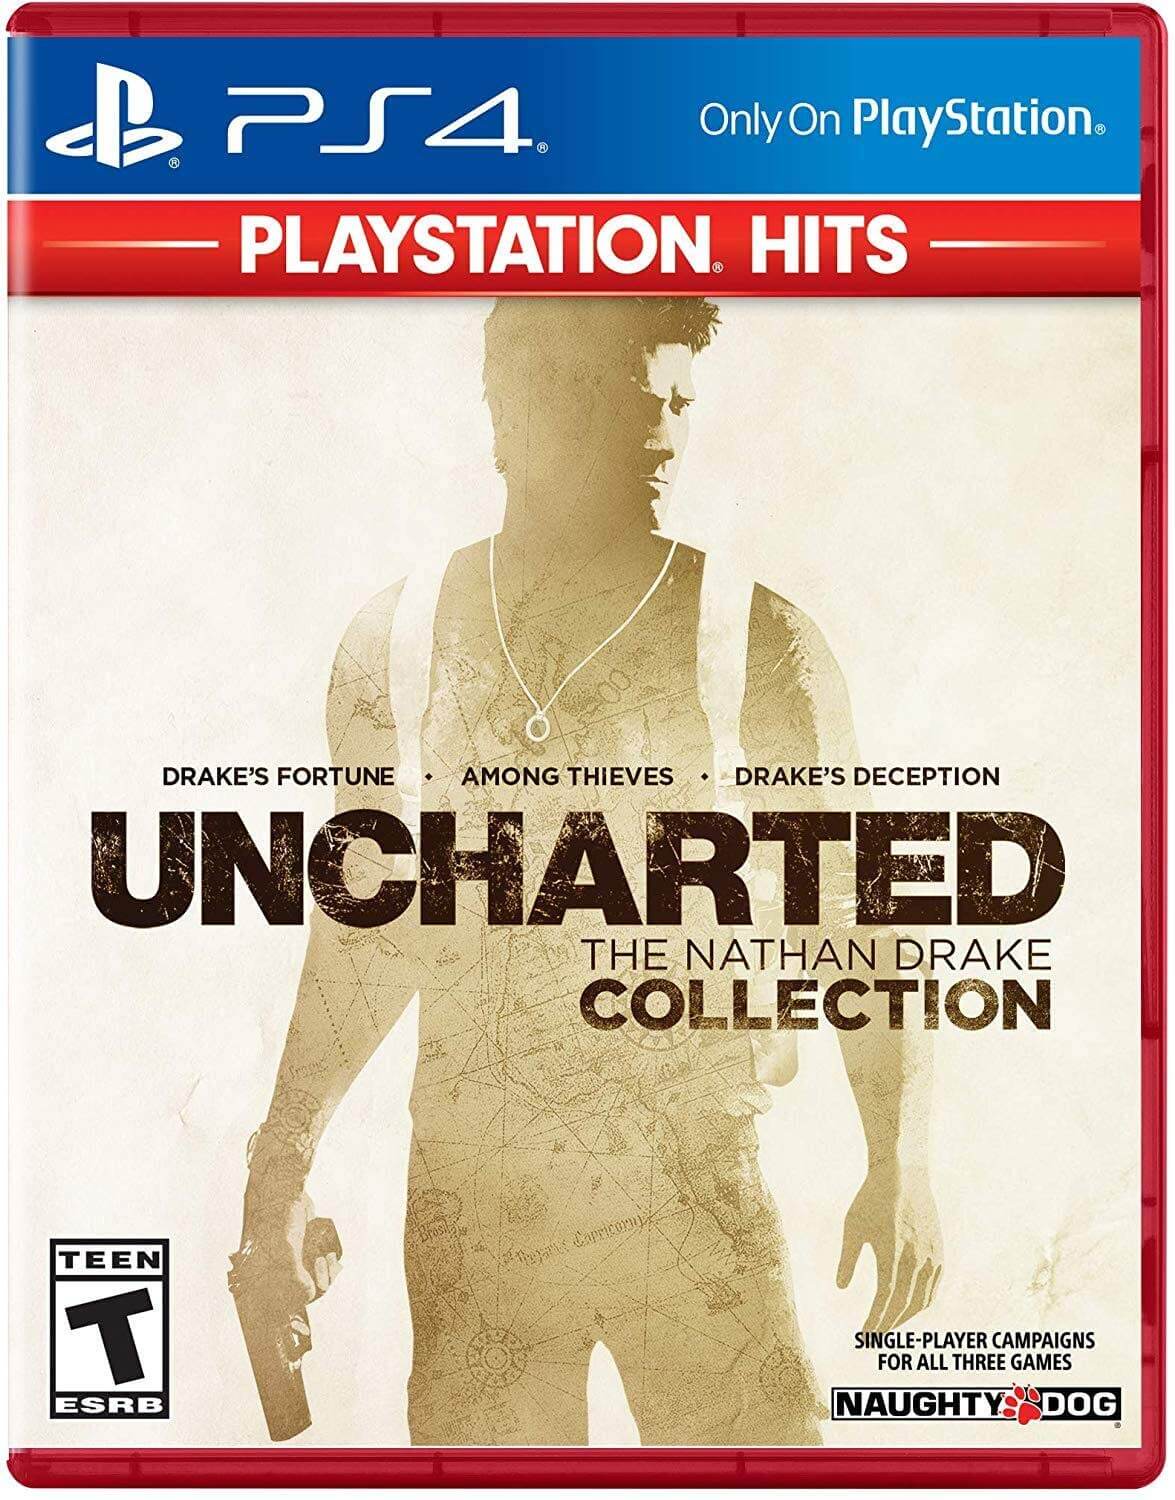 PS4®
Only On PlayStation®
PLAYSTATION® HITS
DRAKE'S FORTUNE • AMONG THIEVES • DRAKE'S DECEPTION
UNCHARTED
THE NATHAN DRAKE
COLLECTION
Capricorni
TEEN
T
ESRB
SINGLE-PLAYER CAMPAIGNS
FOR ALL THREE GAMES
NAUGHTY DOG